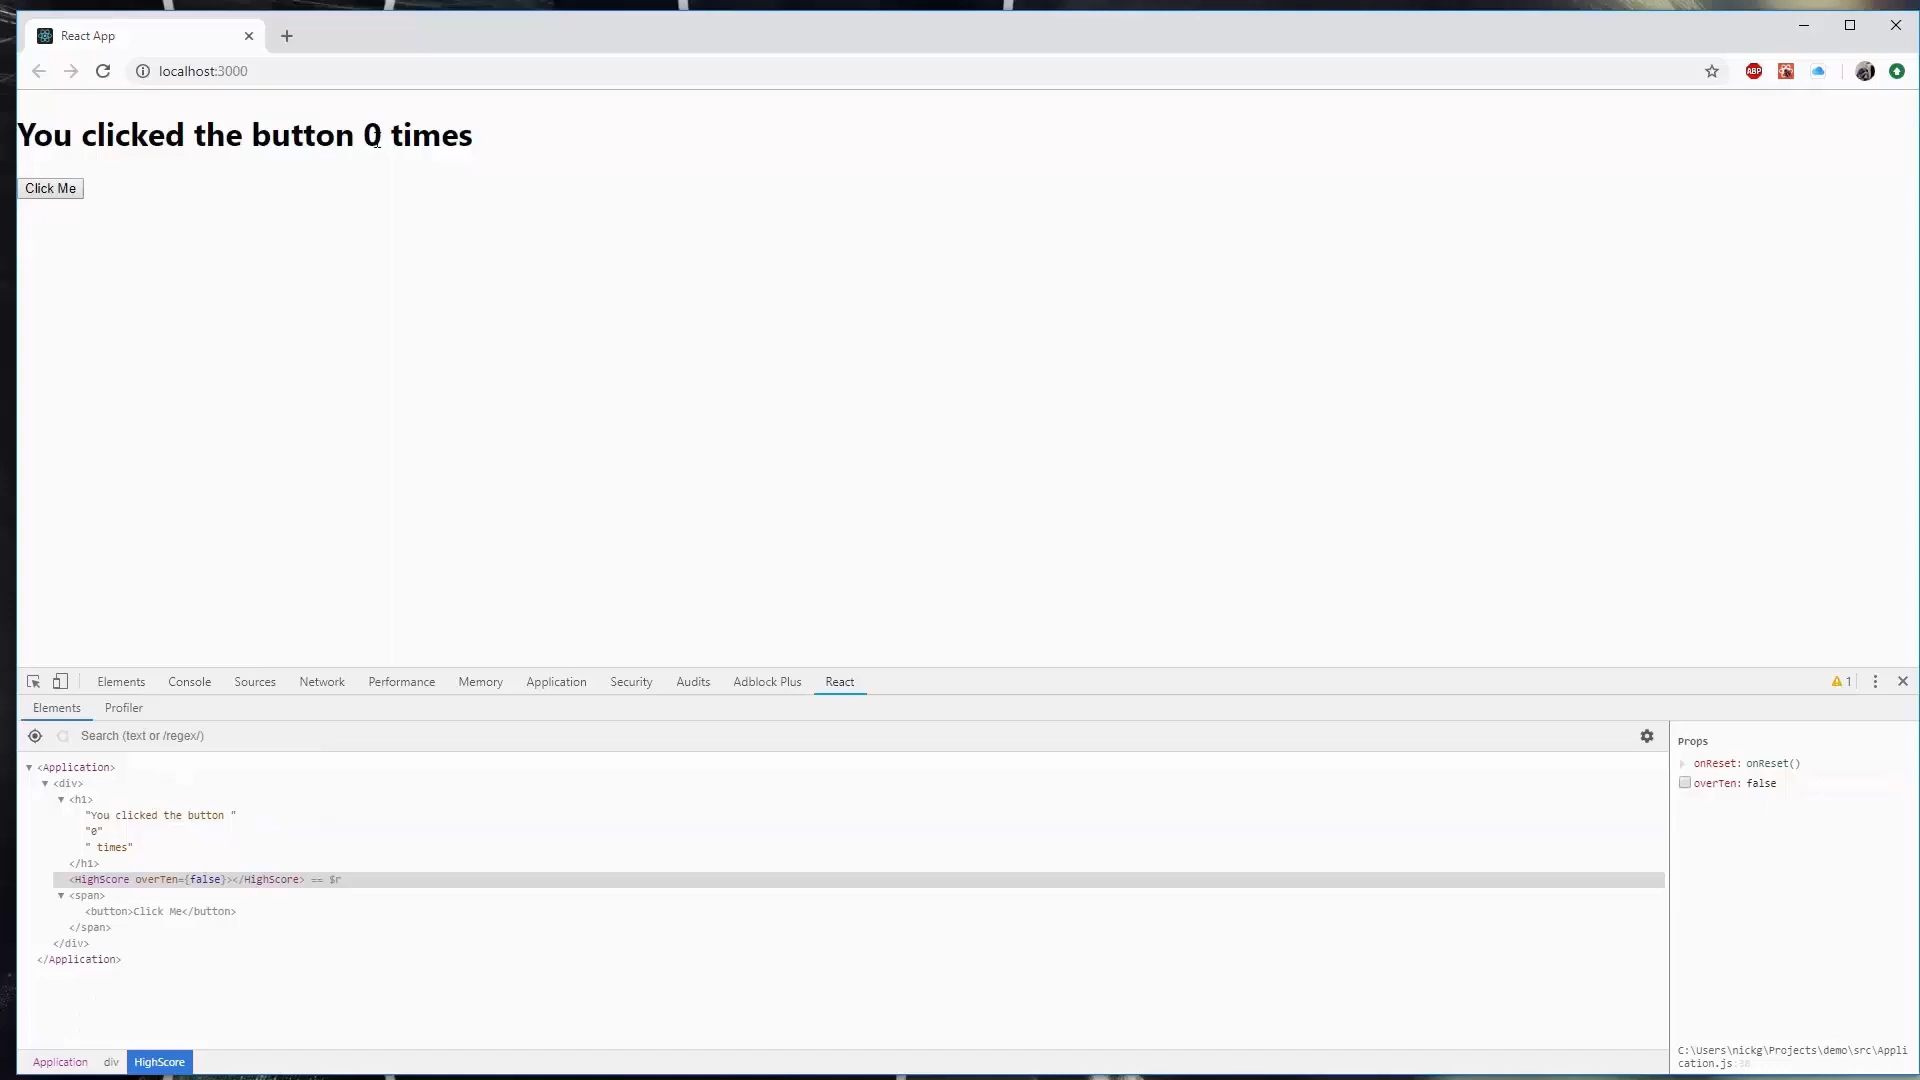 React App
localhost:3000
ABP
You clicked the button 0 times
Click Me
Elements Console Sources Network Performance Memory Application Security Audits Adblock Plus React 1
Elements Profiler
Search (text or /regex/)
Props
onReset: onReset()
overTen: false
<Application>
<div>
<h1>
"You clicked the button "
"0"
" times"
</h1>
<HighScore overTen={false}></HighScore> == $r
<span>
<button>Click Me</button>
</span>
</div>
</Application>
Application div HighScore
C:\Users\nickg\Projects\demo\src\Appli
cation.js